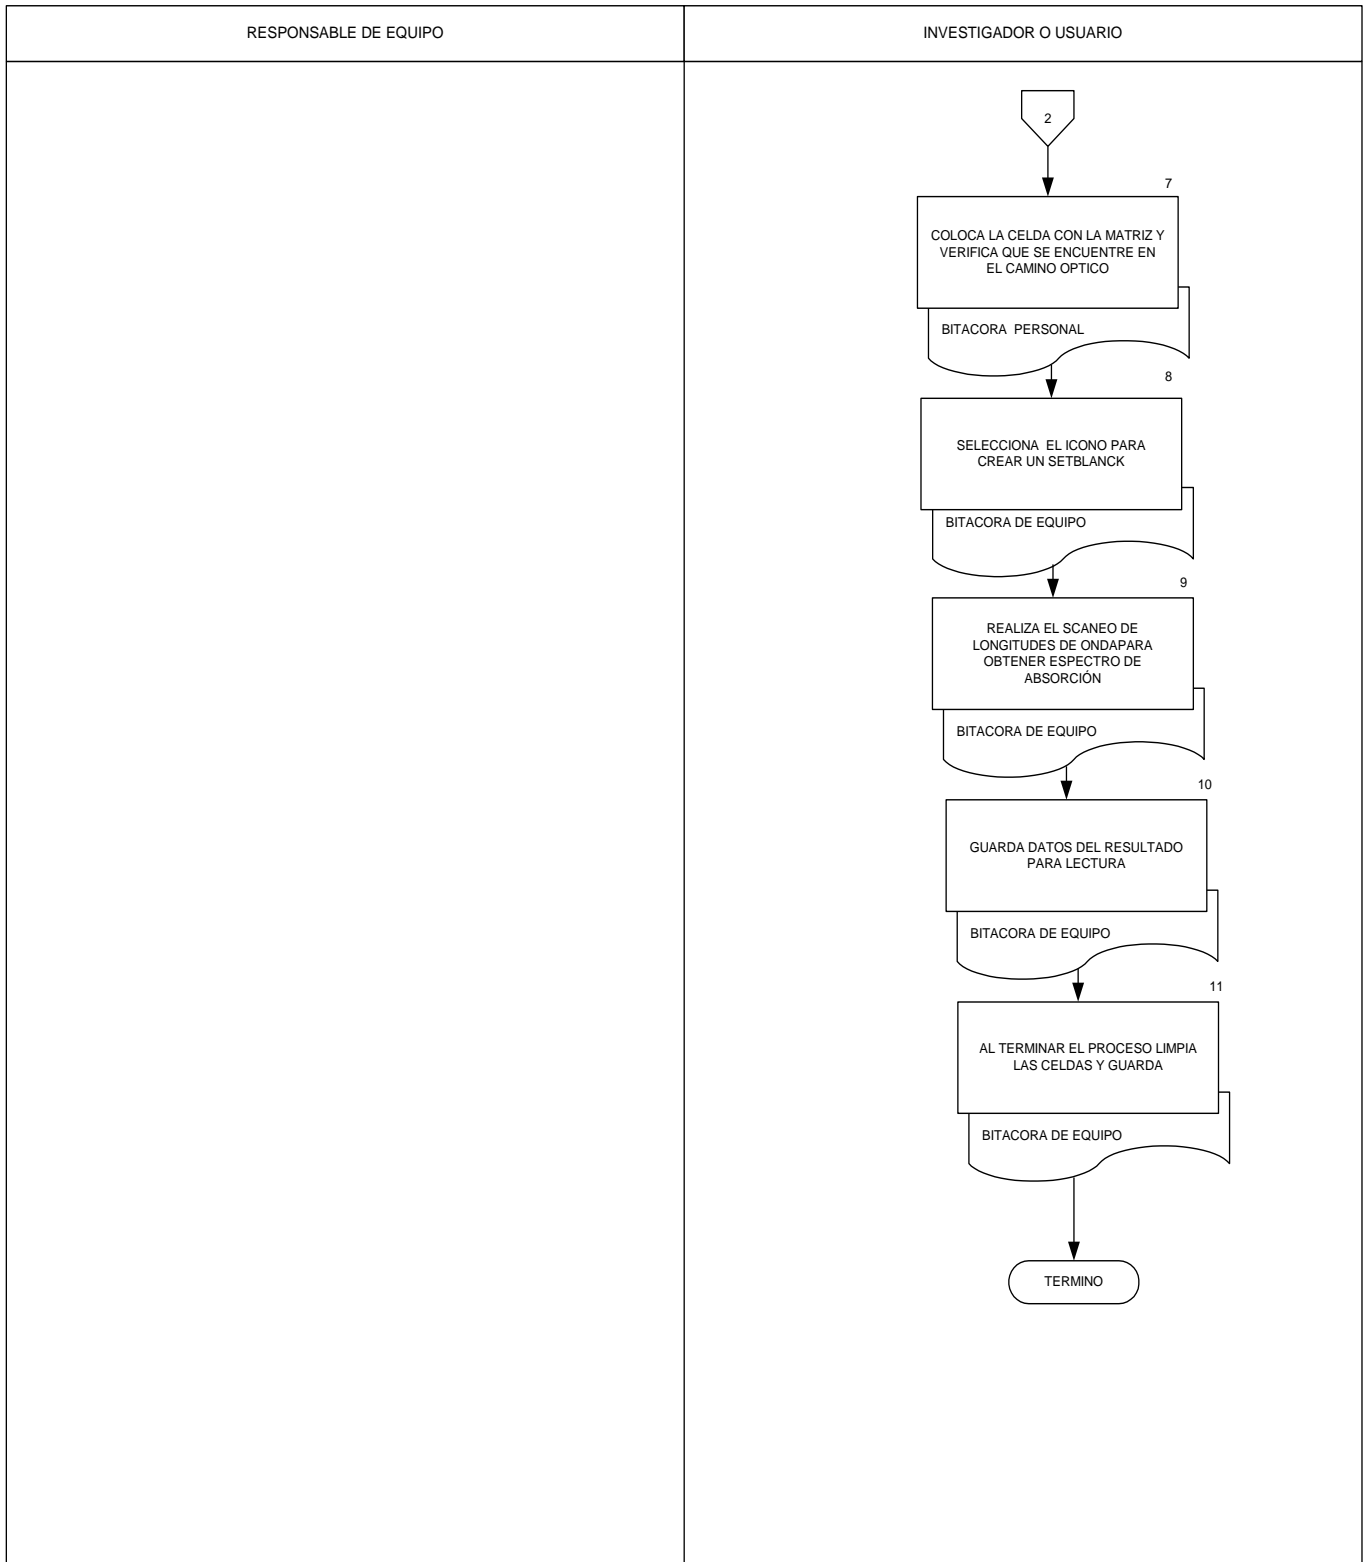 RESPONSABLE DE EQUIPO
INVESTIGADOR O USUARIO
2
7
COLOCA LA CELDA CON LA MATRIZ Y
VERIFICA QUE SE ENCUENTRE EN
EL CAMINO OPTICO
BITACORA PERSONAL
8
SELECCIONA EL ICONO PARA
CREAR UN SETBLANCK
BITACORA DE EQUIPO
9
REALIZA EL SCANEO DE
LONGITUDES DE ONDAPARA
OBTENER ESPECTRO DE
ABSORCIÓN
BITACORA DE EQUIPO
10
GUARDA DATOS DEL RESULTADO
PARA LECTURA
BITACORA DE EQUIPO
11
AL TERMINAR EL PROCESO LIMPIA
LAS CELDAS Y GUARDA
BITACORA DE EQUIPO
TERMINO